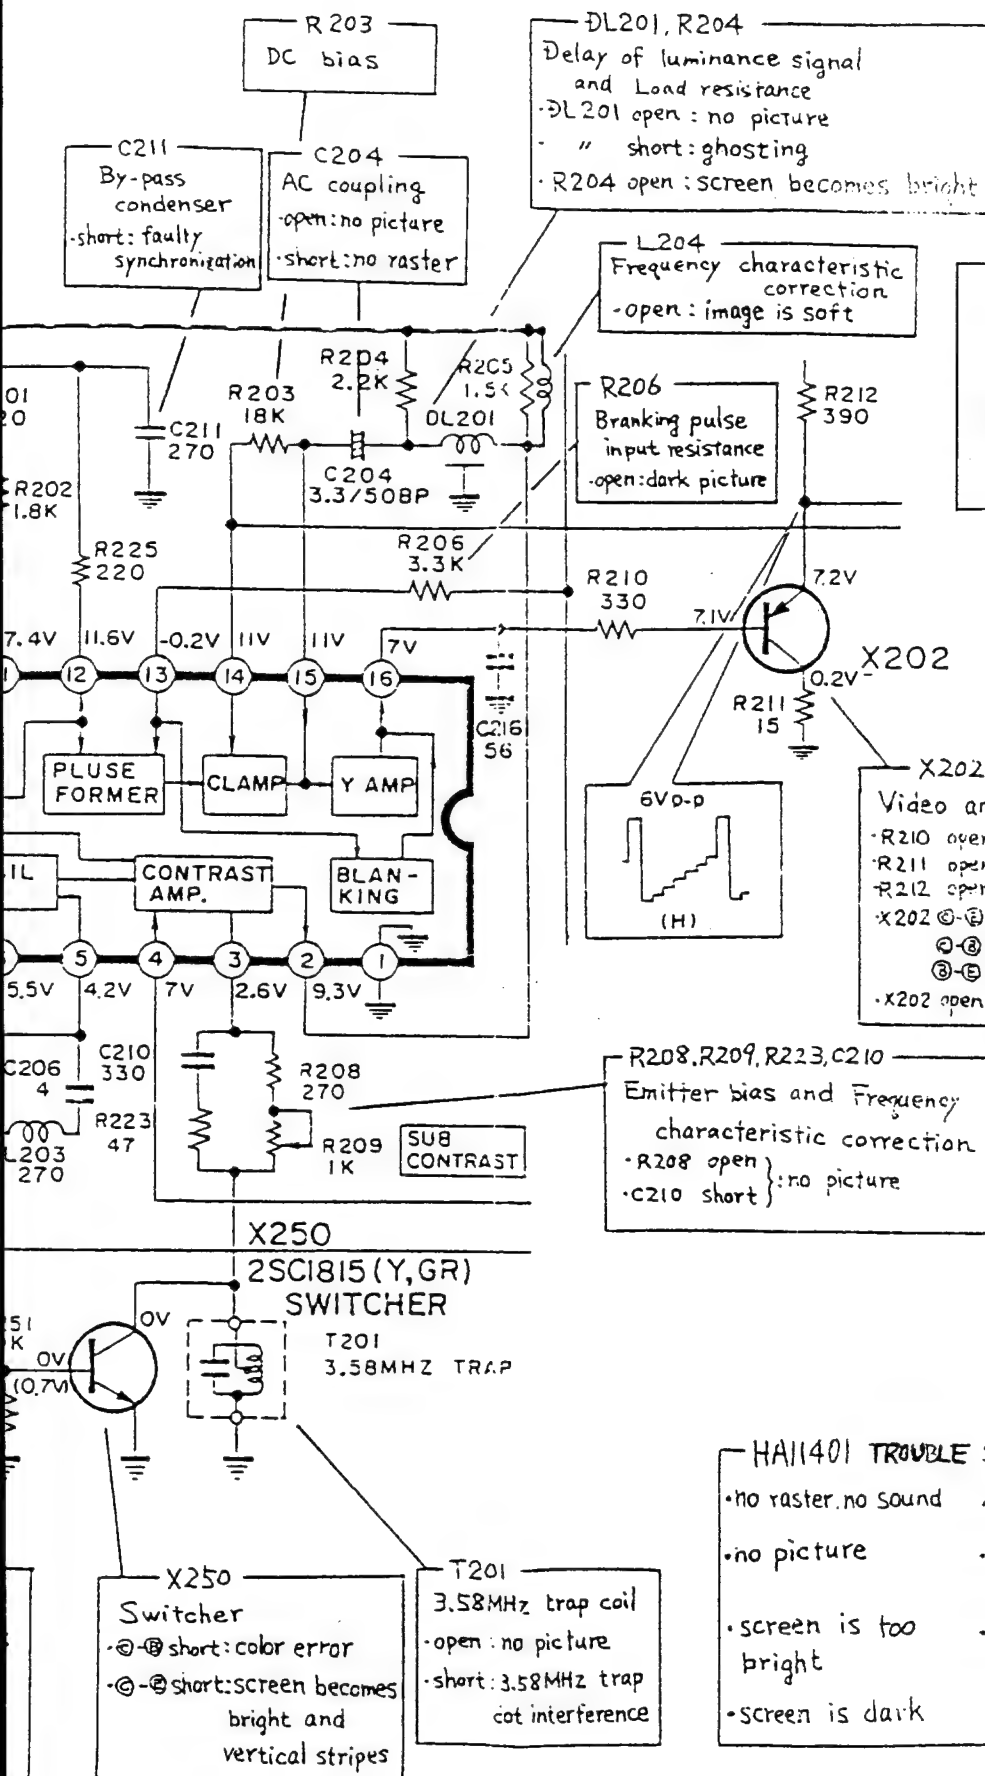 R203
DC bias
DL201, R204
Delay of luminance signal
and Load resistance
·DL201 open : no picture
· " short : ghosting
· R204 open : screen becomes bright
C211
By-pass
condenser
·short: faulty
synchronization
C204
AC coupling
·open: no picture
·short: no raster
L204
Frequency characteristic
correction
·open : image is soft
R204
2.2K
R203
18K
R205
1.5K
DL201
C211
270
C204
3.3/50BP
R206
Branking pulse
input resistance
·open: dark picture
R212
390
01
20
R202
1.8K
R225
220
R206
3.3K
R210
330
7.2V
7.1V
X202
0.2V
R211
15
7.4V
11.6V
-0.2V
11V
11V
7V
12
13
14
15
16
C216
56
PLUSE
FORMER
CLAMP
Y AMP
6Vp-p
(H)
X202
Video
·R210
·R211
·R212
·X202 Ⓒ-Ⓔ
Ⓒ-Ⓑ
Ⓑ-Ⓔ
·X202 open
IL
CONTRAST
AMP.
BLAN-
KING
5
4
3
2
1
5.5V
4.2V
7V
2.6V
9.3V
C206
4
C210
330
R208
270
R223
47
R209
1K
L203
270
SUB
CONTRAST
R208, R209, R223, C210
Emitter bias and Frequency
characteristic correction
·R208 open
·C210 short
: no picture
X250
2SC1815 (Y,GR)
SWITCHER
51
K
0V
0V
(0.7V)
T201
3.58MHZ TRAP
HA11401 TROUBLE
·no raster. no sound
·no picture
·screen is too
bright
·screen is dark
X250
Switcher
·Ⓒ-Ⓑ short: color error
·Ⓒ-Ⓔ short: screen becomes
bright and
vertical stripes
T201
3.58MHz trap coil
·open : no picture
·short : 3.58MHz trap
cot interference